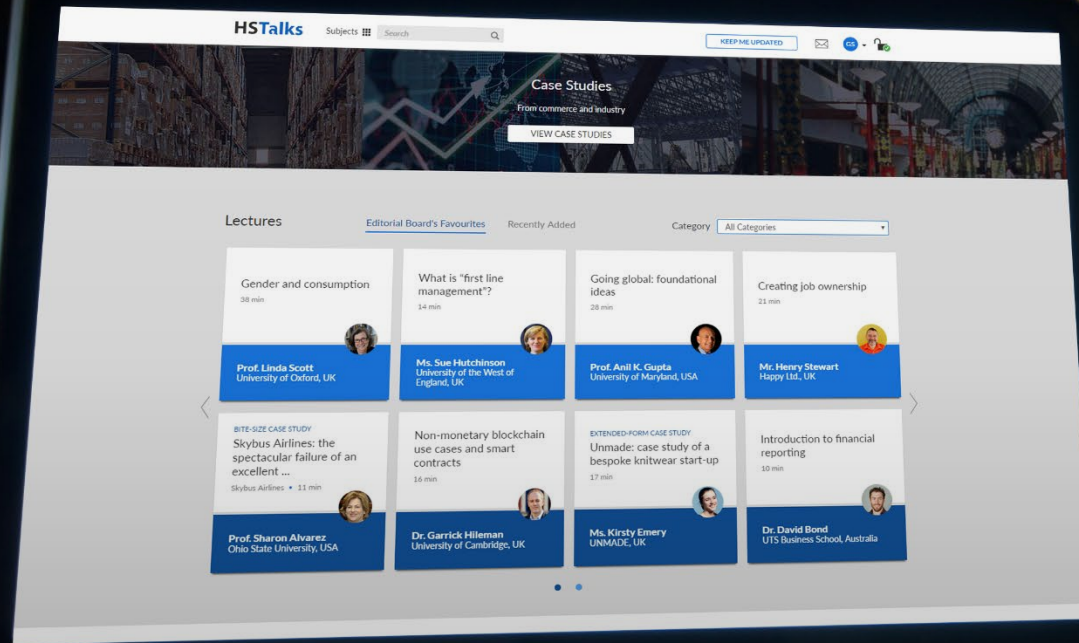 HSTalks
Subjects
Search
KEEP ME UPDATED
GS
Case Studies
From commerce and industry
VIEW CASE STUDIES
Lectures
Editorial Board's Favourites
Recently Added
Category
All Categories
Gender and consumption
38 min
Prof. Linda Scott
University of Oxford, UK
What is "first line
management"?
14 min
Ms. Sue Hutchinson
University of the West of
England, UK
Going global: foundational
ideas
28 min
Prof. Anil K. Gupta
University of Maryland, USA
Creating job ownership
21 min
Mr. Henry Stewart
Happy Ltd., UK
BITE-SIZE CASE STUDY
Skybus Airlines: the
spectacular failure of an
excellent ...
Skybus Airlines • 11 min
Prof. Sharon Alvarez
Ohio State University, USA
Non-monetary blockchain
use cases and smart
contracts
16 min
Dr. Garrick Hileman
University of Cambridge, UK
EXTENDED-FORM CASE STUDY
Unmade: case study of a
bespoke knitwear start-up
17 min
Ms. Kirsty Emery
UNMADE, UK
Introduction to financial
reporting
10 min
Dr. David Bond
UTS Business School, Australia